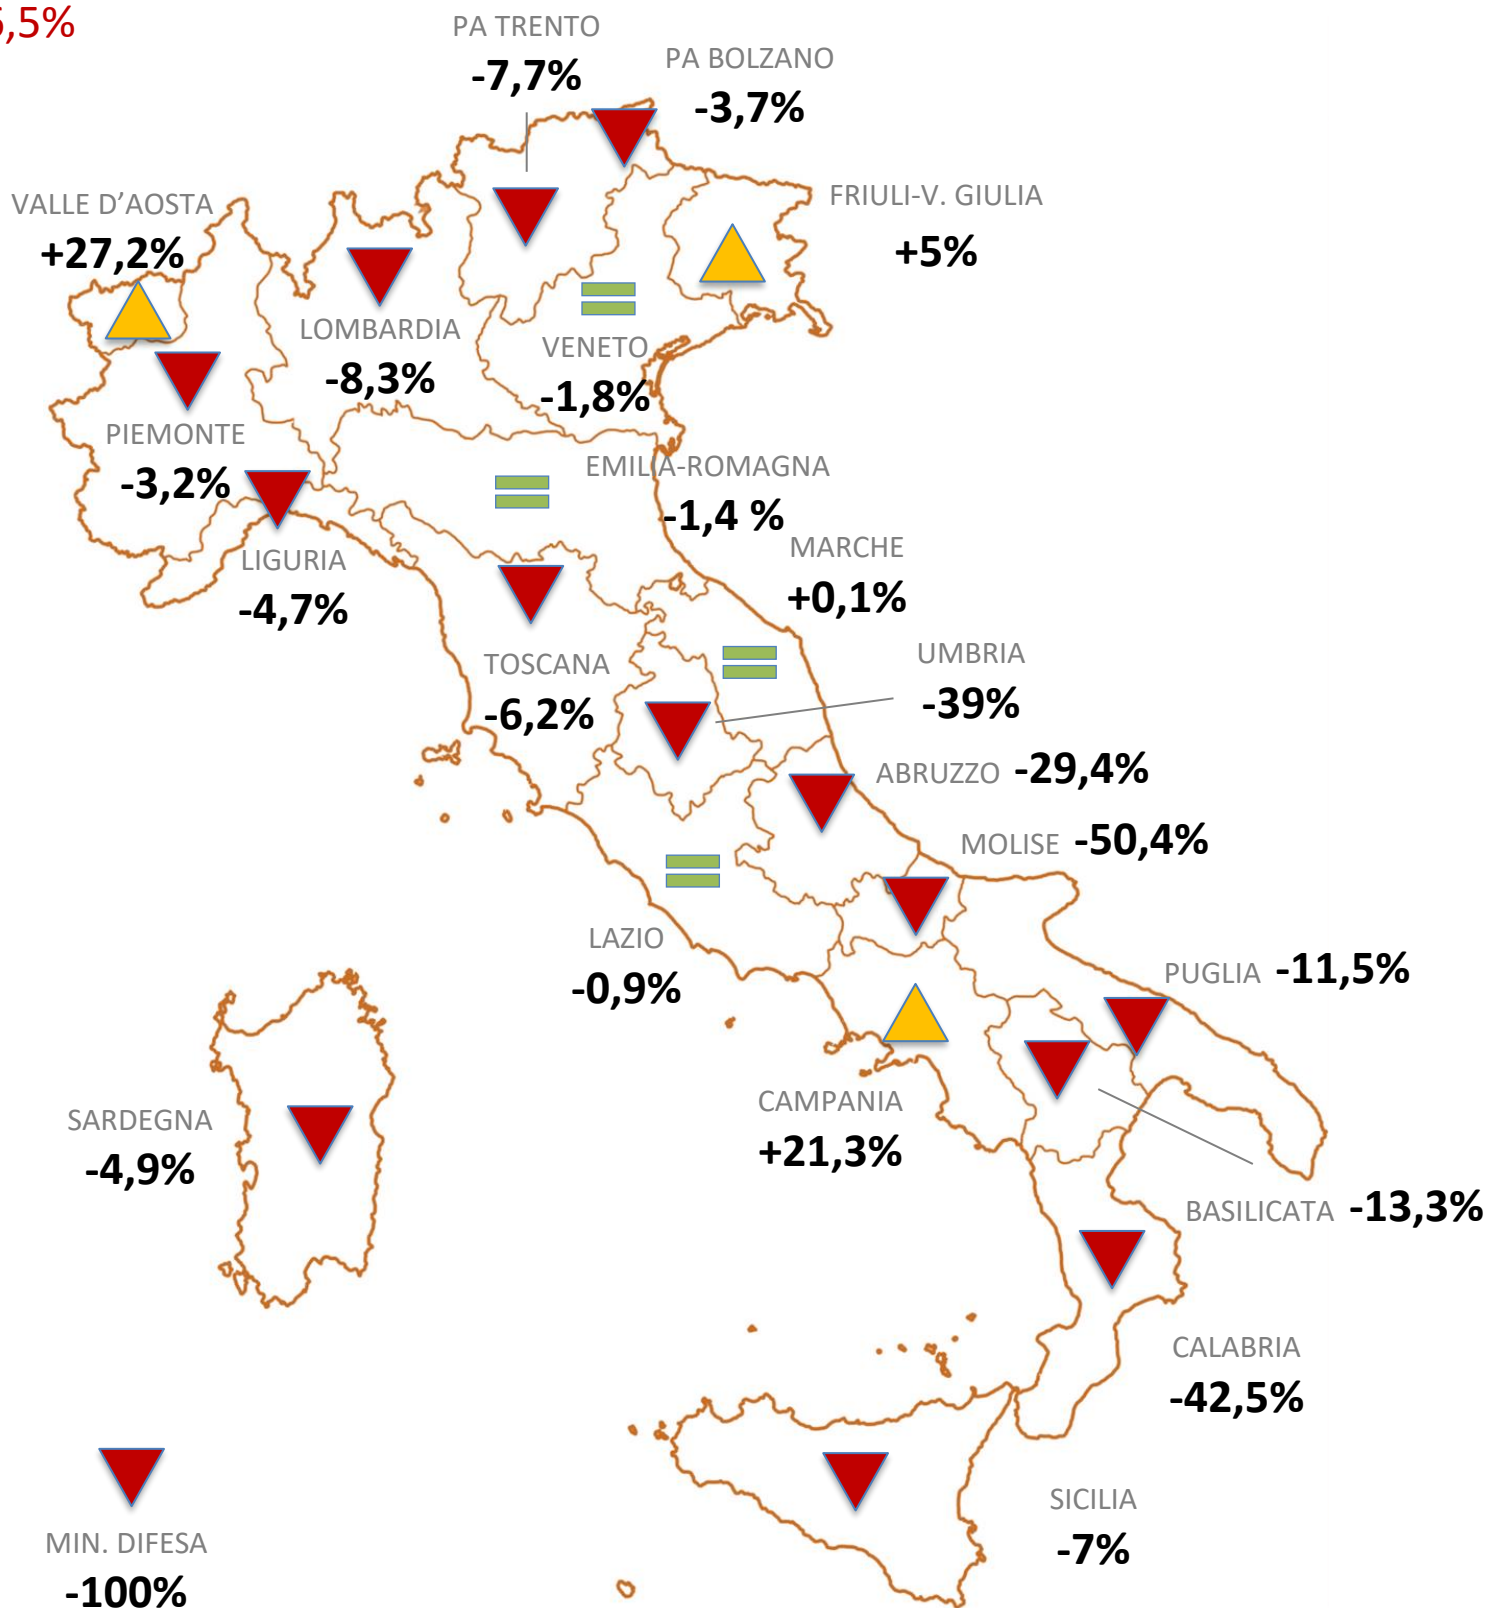 5,5%
PA TRENTO
-7,7%
PA BOLZANO
-3,7%
VALLE D’AOSTA
+27,2%
FRIULI-V. GIULIA
+5%
LOMBARDIA
-8,3%
VENETO
-1,8%
PIEMONTE
-3,2%
EMILIA-ROMAGNA
-1,4 %
LIGURIA
-4,7%
MARCHE
+0,1%
TOSCANA
-6,2%
UMBRIA
-39%
ABRUZZO -29,4%
MOLISE -50,4%
LAZIO
-0,9%
PUGLIA -11,5%
CAMPANIA
+21,3%
SARDEGNA
-4,9%
BASILICATA -13,3%
CALABRIA
-42,5%
SICILIA
-7%
MIN. DIFESA
-100%